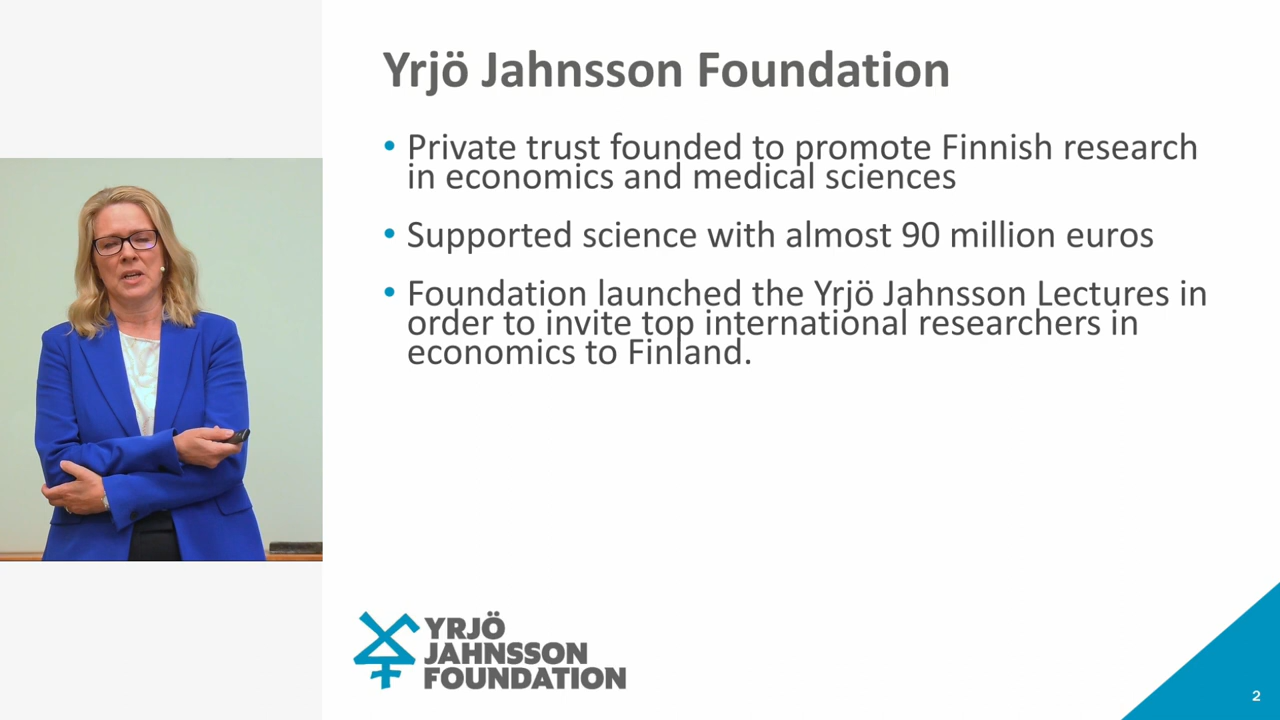 Yrjö Jahnsson Foundation
• Private trust founded to promote Finnish research
in economics and medical sciences
• Supported science with almost 90 million euros
• Foundation launched the Yrjö Jahnsson Lectures in
order to invite top international researchers in
economics to Finland.
YRJÖ
JAHNSSON
FOUNDATION
2